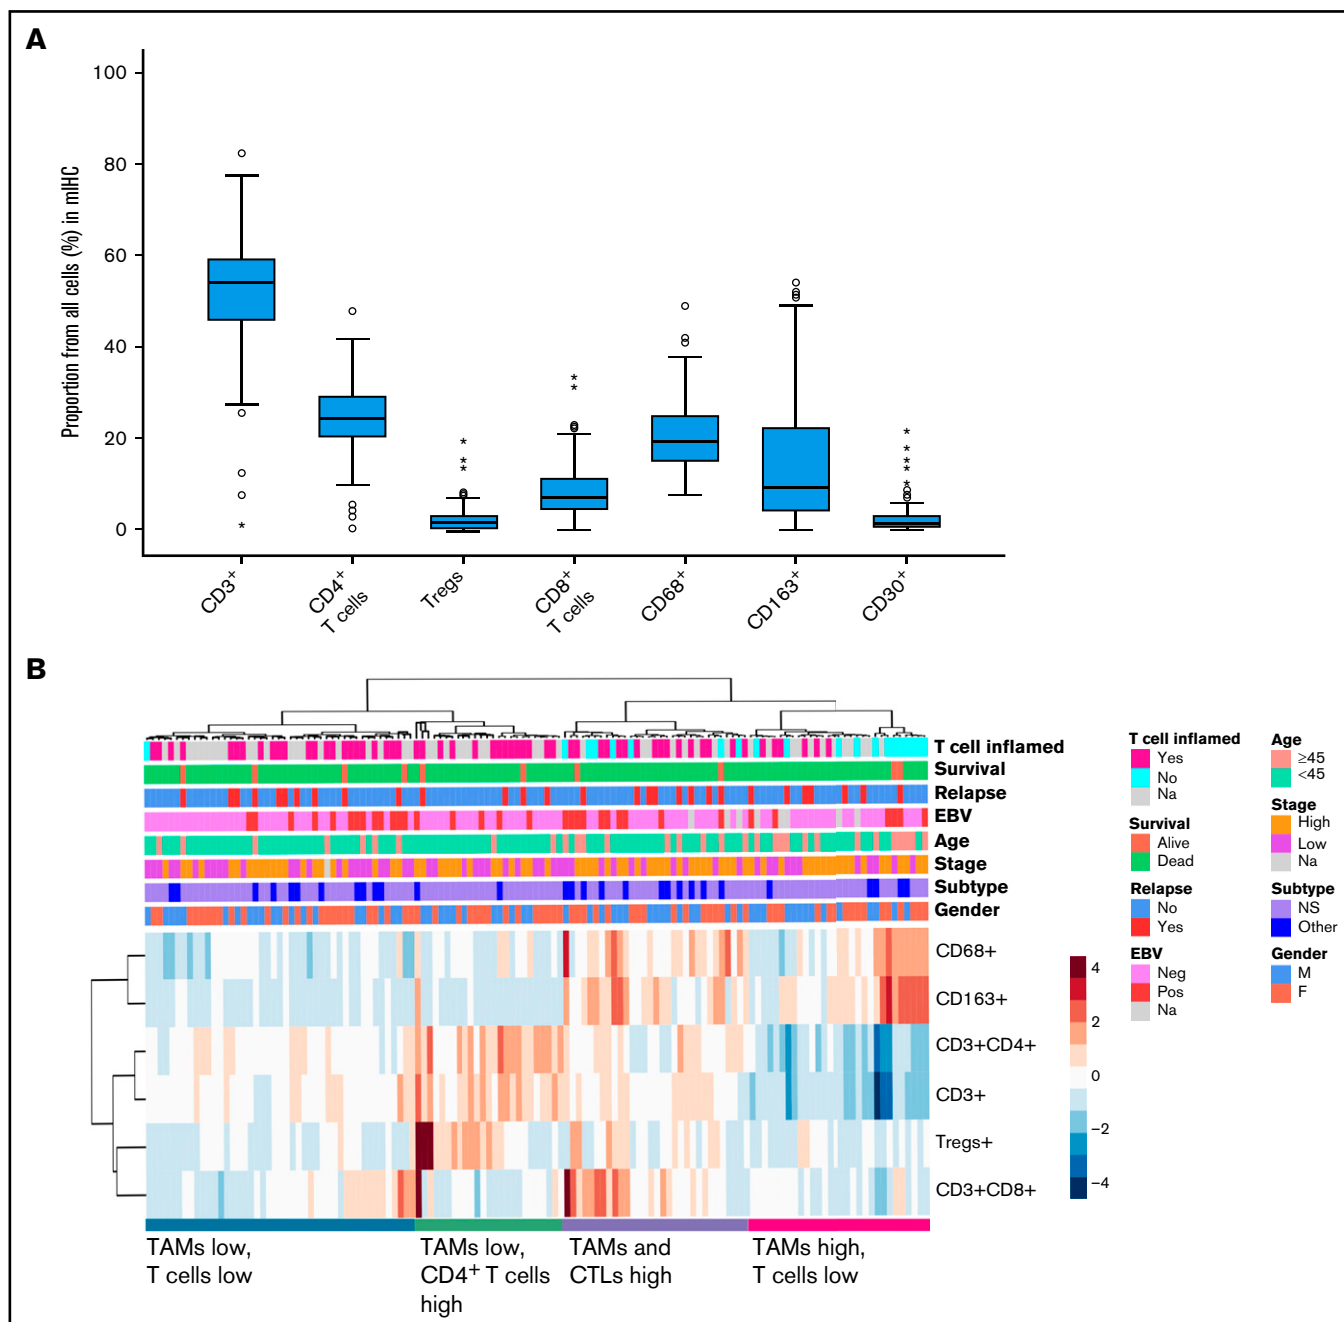 A
Proportion from all cells (%) in mIHC
100
80
60
40
20
0
CD3+
CD4+
T cells
Tregs
CD8+
T cells
CD68+
CD163+
CD30+
B
T cell inflamed
Survival
Relapse
EBV
Age
Stage
Subtype
Gender
CD68+
CD163+
CD3+CD4+
CD3+
Tregs+
CD3+CD8+
4
2
0
−2
−4
T cell inflamed
Yes
No
Na
Survival
Alive
Dead
Relapse
No
Yes
EBV
Neg
Pos
Na
Age
≥45
<45
Stage
High
Low
Na
Subtype
NS
Other
Gender
M
F
TAMs low,
T cells low
TAMs low,
CD4+ T cells
high
TAMs and
CTLs high
TAMs high,
T cells low